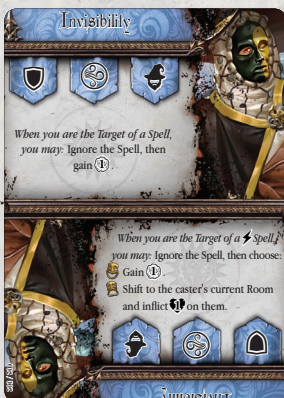 Invisibility
When you are the Target of a Spell,
you may: Ignore the Spell, then
gain 1.
When you are the Target of a Spell,
you may: Ignore the Spell, then choose:
Gain 1.
Shift to the caster's current Room
and inflict 1 on them.